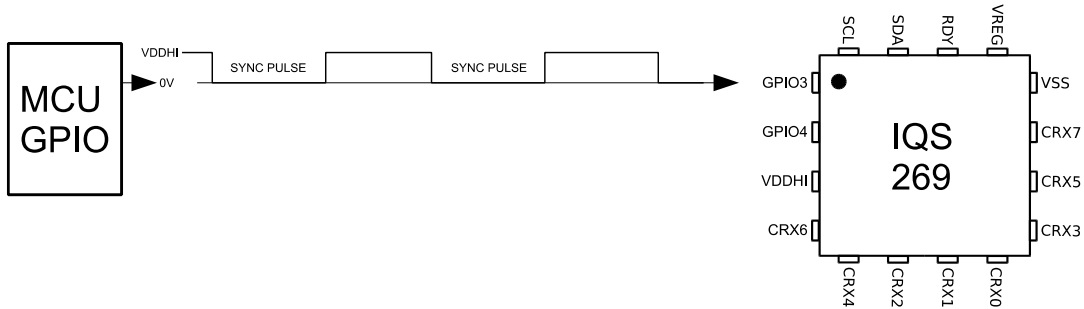 MCU
GPIO
VDDHI
0V
SYNC PULSE
SYNC PULSE
SCL
SDA
RDY
VREG
GPIO3
GPIO4
VDDHI
CRX6
IQS
269
VSS
CRX7
CRX5
CRX3
CRX4
CRX2
CRX1
CRX0